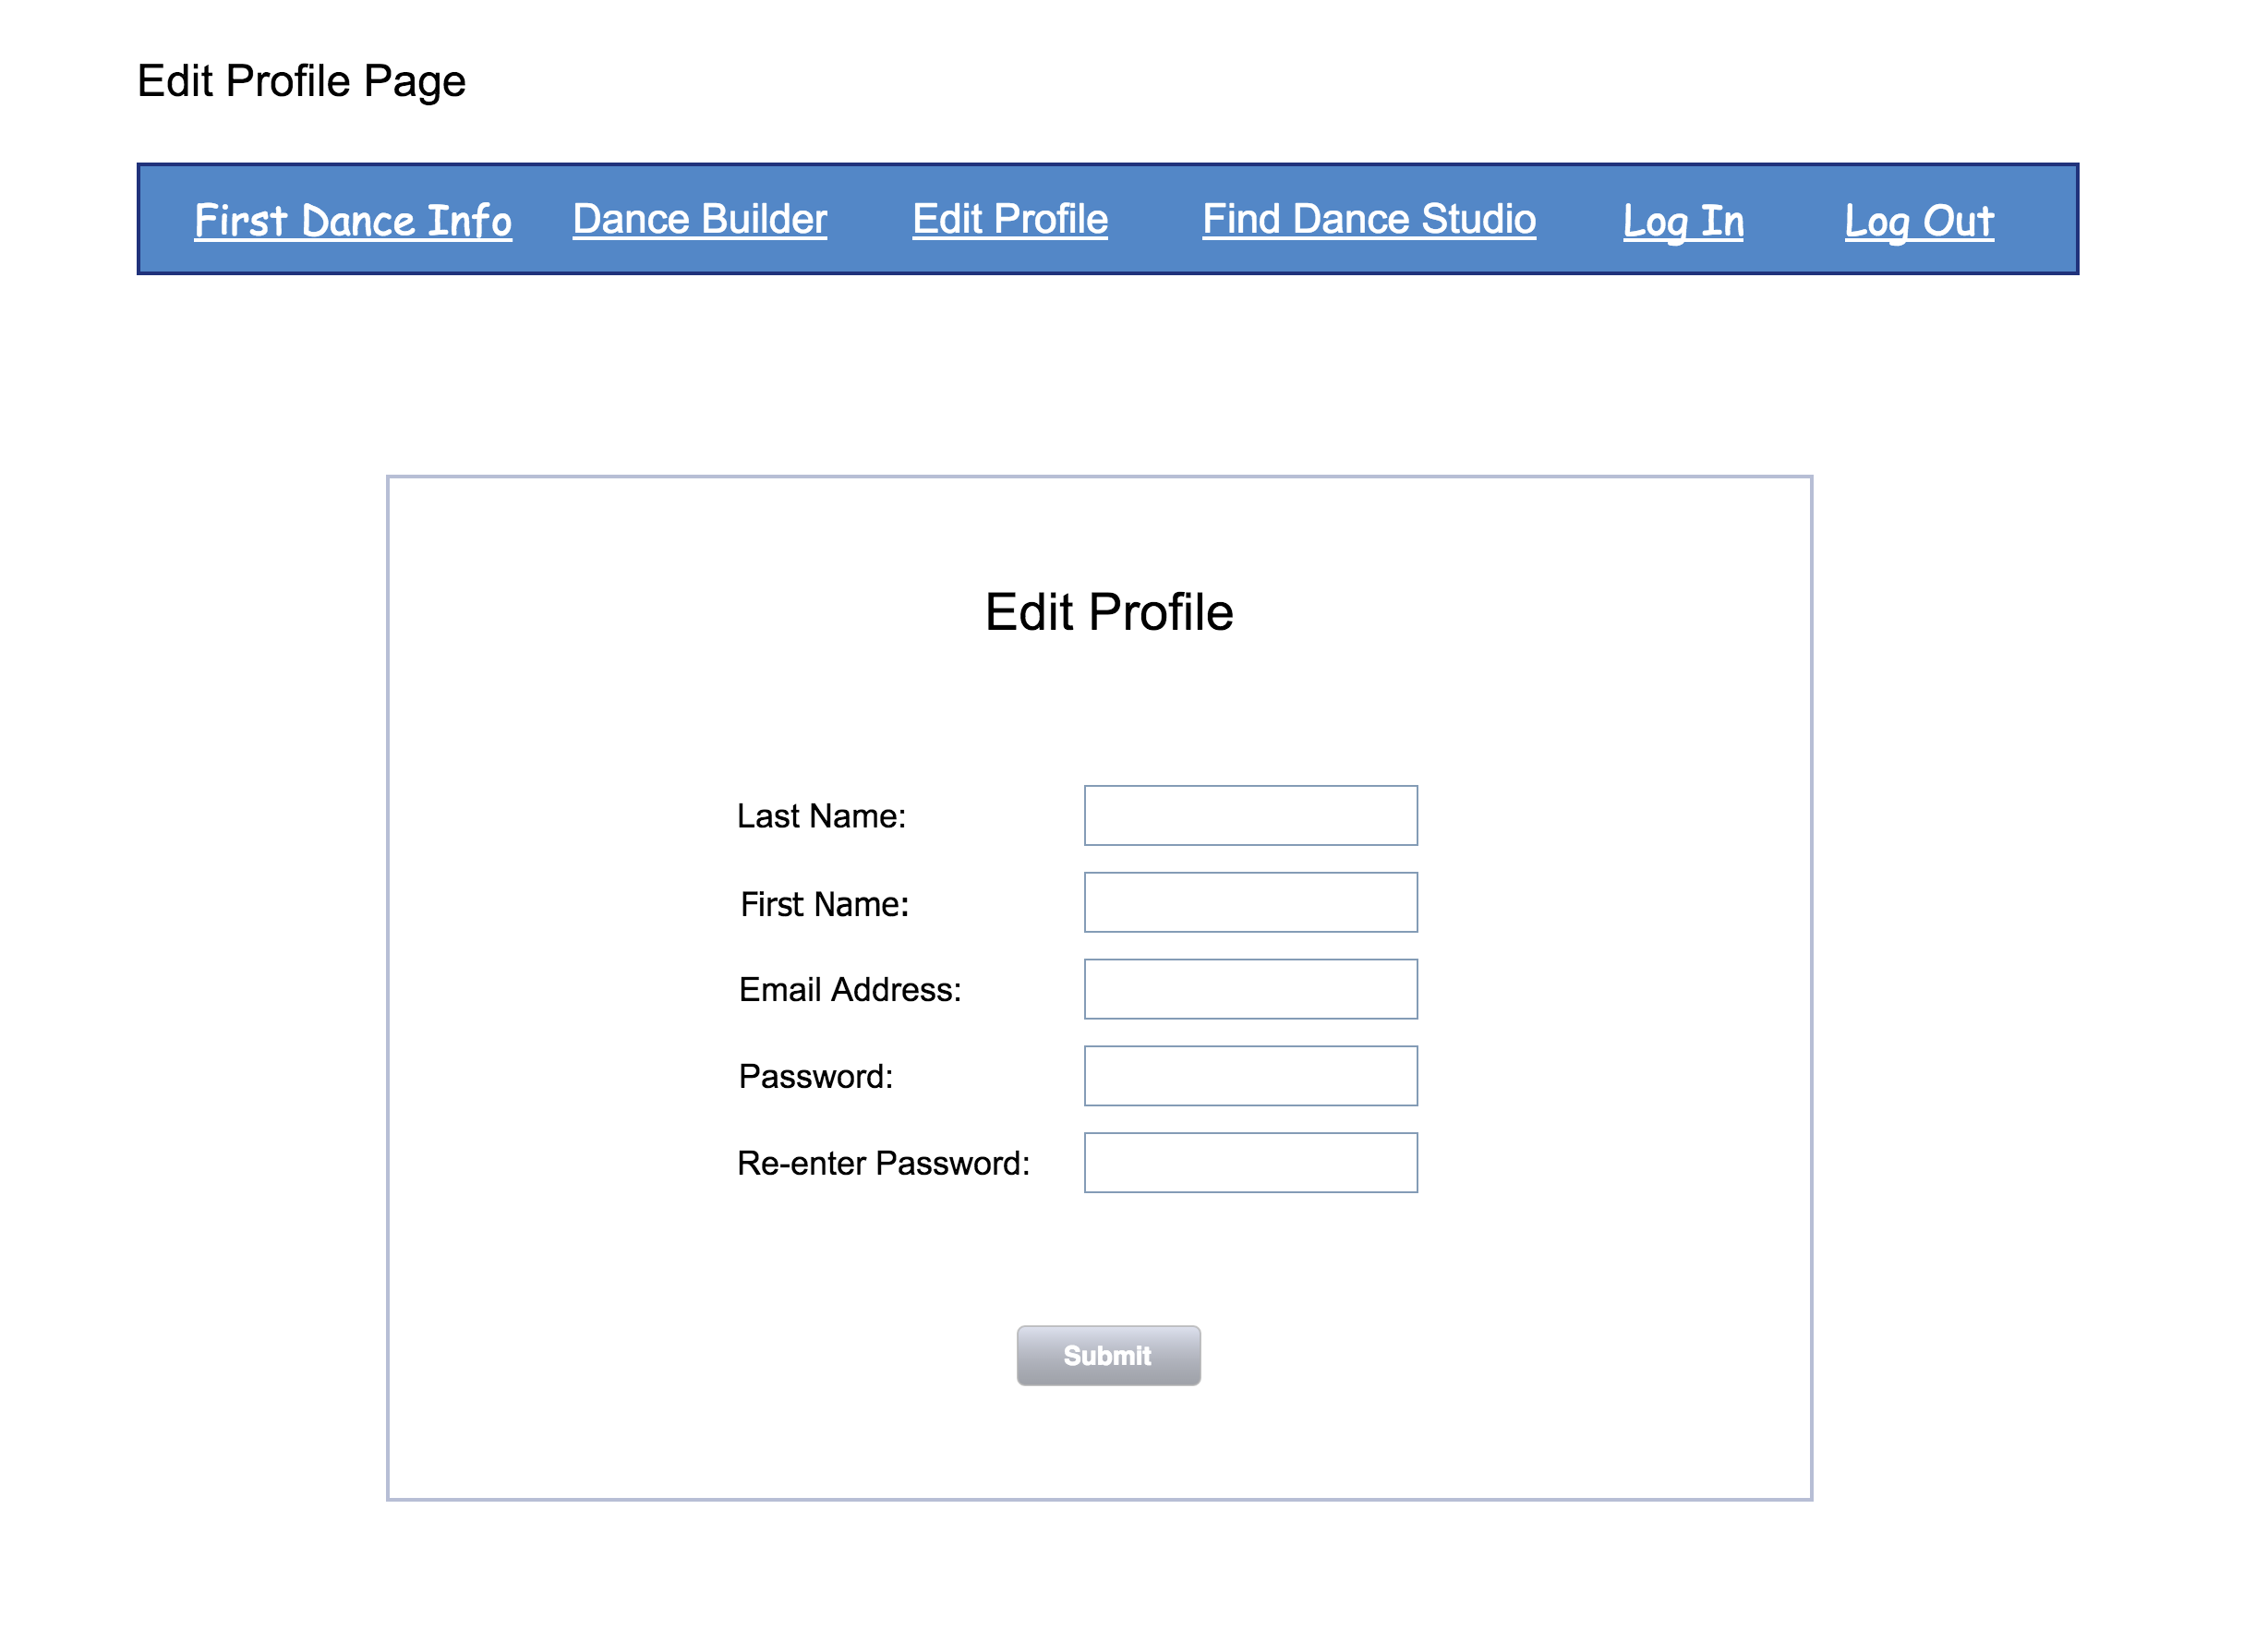 Edit Profile Page
First Dance Info Dance Builder Edit Profile Find Dance Studio Log In Log Out
Edit Profile
Last Name:
First Name:
Email Address:
Password:
Re-enter Password:
Submit